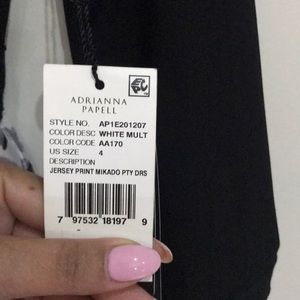 ADRIANNA
PAPELL
STYLE NO. AP1E201207
COLOR DESC WHITE MULT
COLOR CODE AA170
US SIZE 4
DESCRIPTION
JERSEY PRINT MIKADO PTY DRS
7 97532 18197 9